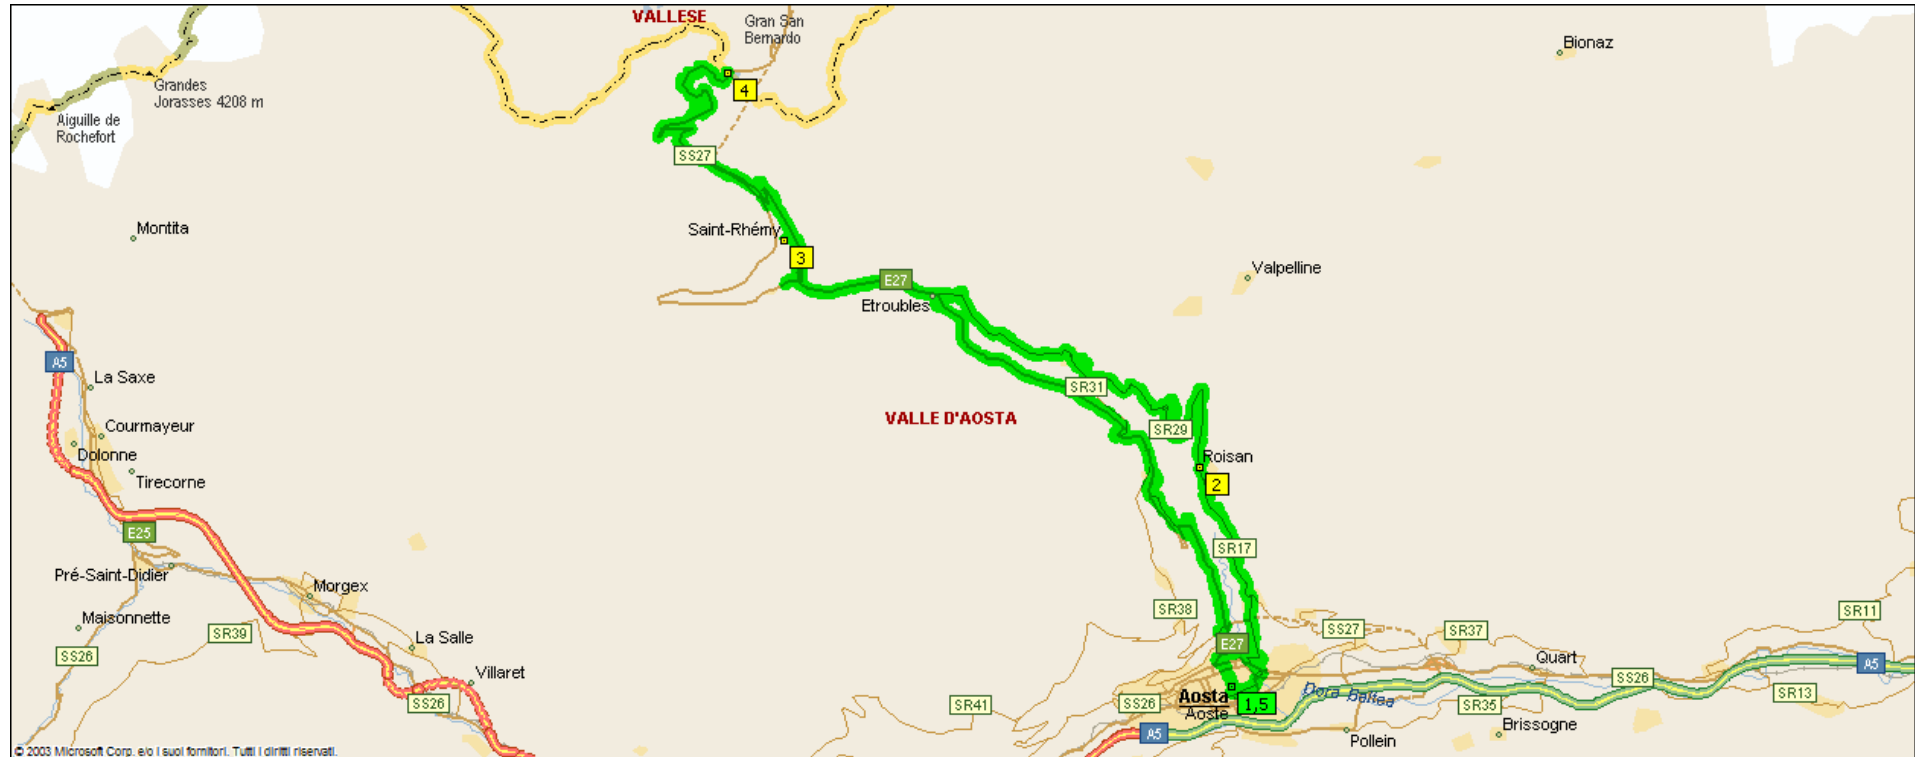 VALLESE
Gran San
Bernardo
Bionaz
Grandes
Jorasses 4208 m
4
Aiguille de
Rochefort
SS27
Montita
Saint-Rhémy
3
Valpelline
E27
Etroubles
A5
La Saxe
SR31
VALLE D'AOSTA
Courmayeur
SR29
Dolonne
Roisan
Tirecorne
2
E25
SR17
Pré-Saint-Didier
Morgex
Maisonnette
SR38
SR11
SR39
La Salle
SS27
SR37
E27
SS26
Quart
Villaret
A5
SS26
Dora Baltea
SR13
Aosta
Aoste
1,5
SS26
SR41
SS26
SR35
Brissogne
A5
Pollein
© 2003 Microsoft Corp. e/o i suoi fornitori. Tutti i diritti riservati.